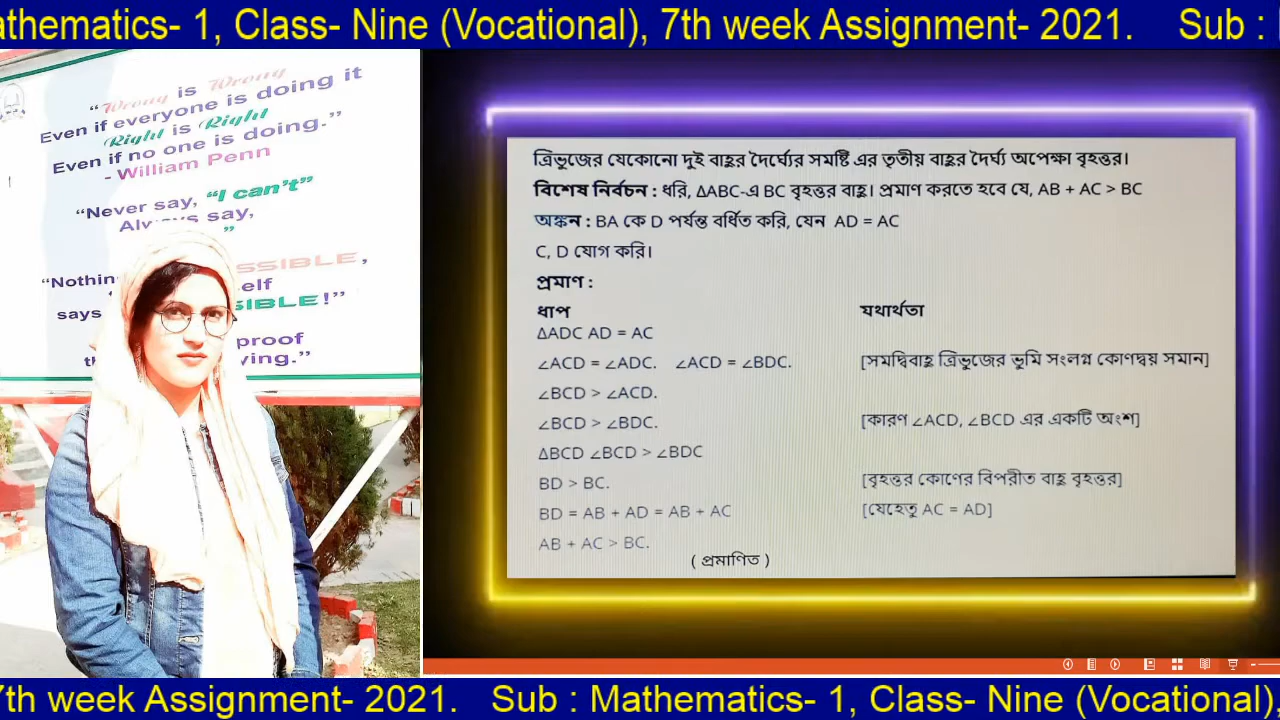 athematics- 1, Class- Nine (Vocational), 7th week Assignment- 2021. Sub :
“Wrong is Wrong
Even if everyone is doing it
Right is Right
Even if no one is doing.”
- William Penn
“Never say, “I can’t”
say,
”
“Nothin SSIBLE,
elf
says SIBLE!”
proof
ving.”
ত্রিভুজের যেকোনো দুই বাহুর দৈর্ঘ্যের সমষ্টি এর তৃতীয় বাহুর দৈর্ঘ্য অপেক্ষা বৃহত্তর।
বিশেষ নির্বচন : ধরি, ΔABC-এ BC বৃহত্তর বাহু। প্রমাণ করতে হবে যে, AB + AC > BC
অঙ্কন : BA কে D পর্যন্ত বর্ধিত করি, যেন AD = AC
C, D যোগ করি।
প্রমাণ :
ধাপ যথার্থতা
ΔADC AD = AC
∠ACD = ∠ADC. ∠ACD = ∠BDC. [সমদ্বিবাহু ত্রিভুজের ভূমি সংলগ্ন কোণদ্বয় সমান]
∠BCD > ∠ACD.
∠BCD > ∠BDC. [কারণ ∠ACD, ∠BCD এর একটি অংশ]
ΔBCD ∠BCD > ∠BDC
BD > BC. [বৃহত্তর কোণের বিপরীত বাহু বৃহত্তর]
BD = AB + AD = AB + AC [যেহেতু AC = AD]
AB + AC > BC.
( প্রমাণিত )
7th week Assignment- 2021. Sub : Mathematics- 1, Class- Nine (Vocational),